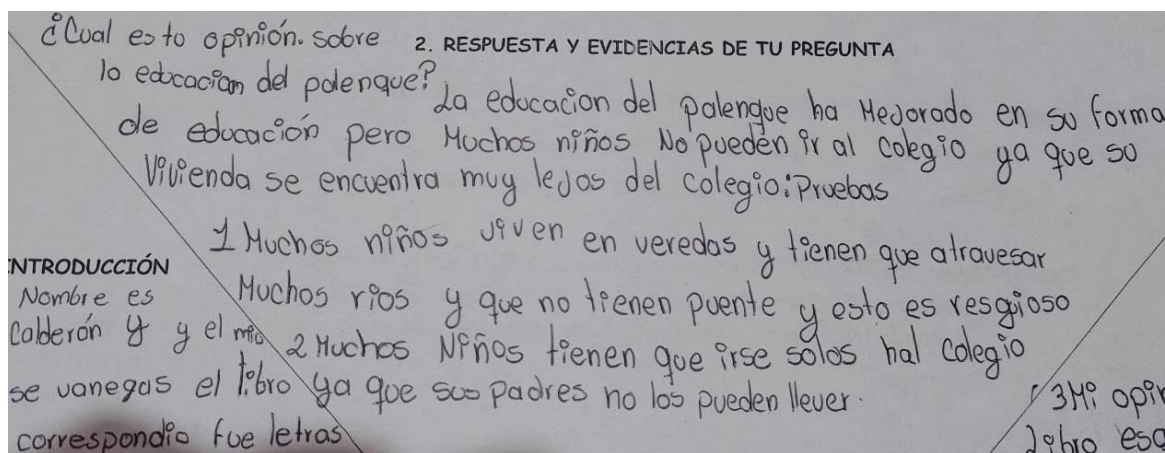 ¿Cual es tu opinión. sobre
2. RESPUESTA Y EVIDENCIAS DE TU PREGUNTA
la educacion del palenque?
La educacion del palenque ha Mejorado en su forma
de educación pero Muchos niños No pueden ir al colegio ya que su
Vivienda se encuentra muy lejos del colegio: Pruebas
1 Muchos niños viven en veredas y tienen que atravesar
Muchos rios y que no tienen puente y esto es resgioso
2 Muchos Niños tienen que irse solos hal colegio
ya que sus padres no los pueden llever.
NTRODUCCIÓN
Nombre es
Calderón y y el mio
se vanegas el libro
correspondio fue letras
3 Mi opin
libro esc